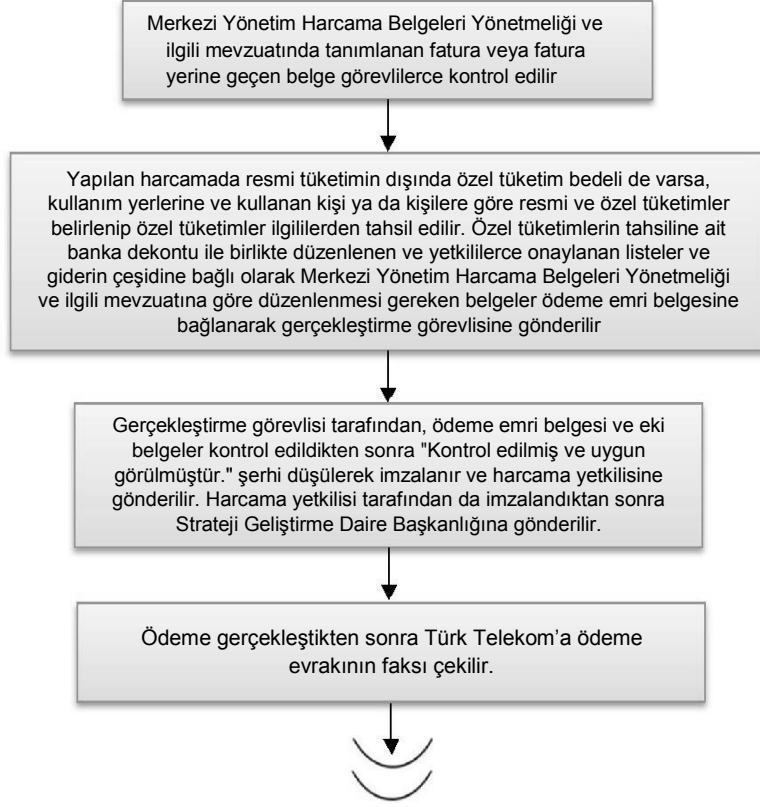 Merkezi Yönetim Harcama Belgeleri Yönetmeliği ve
ilgili mevzuatında tanımlanan fatura veya fatura
yerine geçen belge görevlilerce kontrol edilir
Yapılan harcamada resmi tüketimin dışında özel tüketim bedeli de varsa,
kullanım yerlerine ve kullanan kişi ya da kişilere göre resmi ve özel tüketimler
belirlenip özel tüketimler ilgililerden tahsil edilir. Özel tüketimlerin tahsiline ait
banka dekontu ile birlikte düzenlenen ve yetkililerce onaylanan listeler ve
giderin çeşidine bağlı olarak Merkezi Yönetim Harcama Belgeleri Yönetmeliği
ve ilgili mevzuatına göre düzenlenmesi gereken belgeler ödeme emri belgesine
bağlanarak gerçekleştirme görevlisine gönderilir
Gerçekleştirme görevlisi tarafından, ödeme emri belgesi ve eki
belgeler kontrol edildikten sonra "Kontrol edilmiş ve uygun
görülmüştür." şerhi düşülerek imzalanır ve harcama yetkilisine
gönderilir. Harcama yetkilisi tarafından da imzalandıktan sonra
Strateji Geliştirme Daire Başkanlığına gönderilir.
Ödeme gerçekleştikten sonra Türk Telekom’a ödeme
evrakının faksı çekilir.